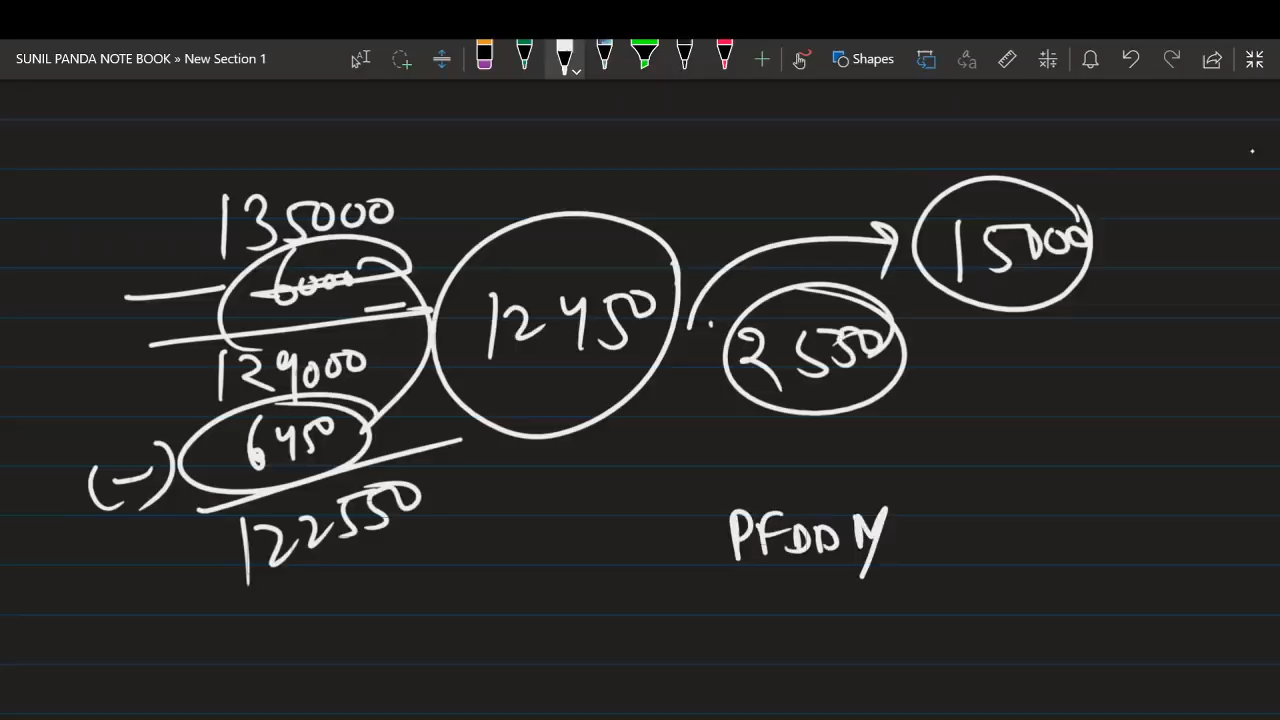 SUNIL PANDA NOTE BOOK » New Section 1
Shapes
135000
6000
129000
(-) 6450
122550
12450
15000
2550
PFDDM